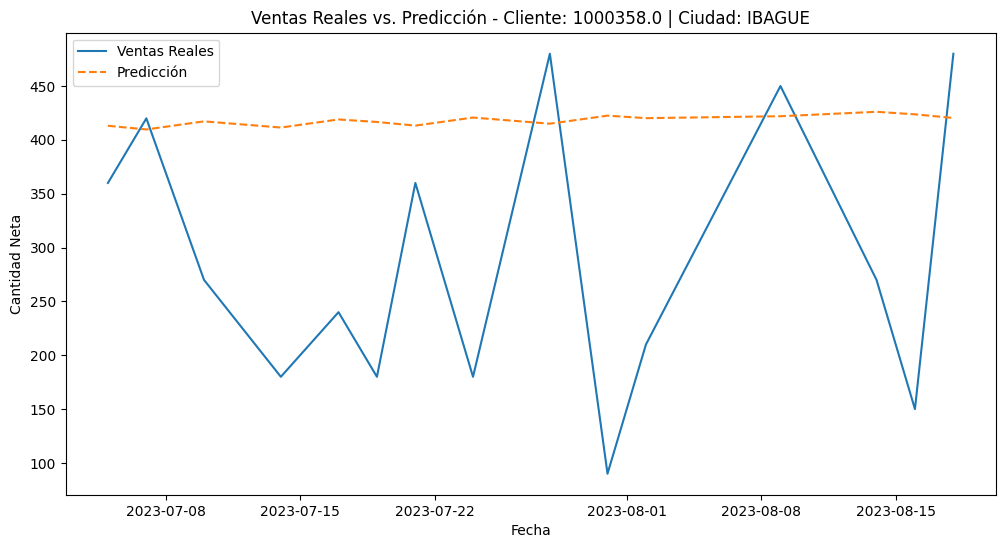 Ventas Reales vs. Predicción - Cliente: 1000358.0 | Ciudad: IBAGUE
Ventas Reales
Predicción
Cantidad Neta
450
400
350
300
250
200
150
100
2023-07-08 2023-07-15 2023-07-22 2023-08-01 2023-08-08 2023-08-15
Fecha